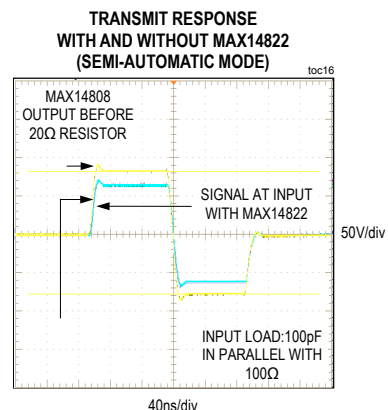 TRANSMIT RESPONSE
WITH AND WITHOUT MAX14822
(SEMI-AUTOMATIC MODE)
toc16
MAX14808
OUTPUT BEFORE
20Ω RESISTOR
SIGNAL AT INPUT
WITH MAX14822
50V/div
INPUT LOAD:100pF
IN PARALLEL WITH
100Ω
40ns/div